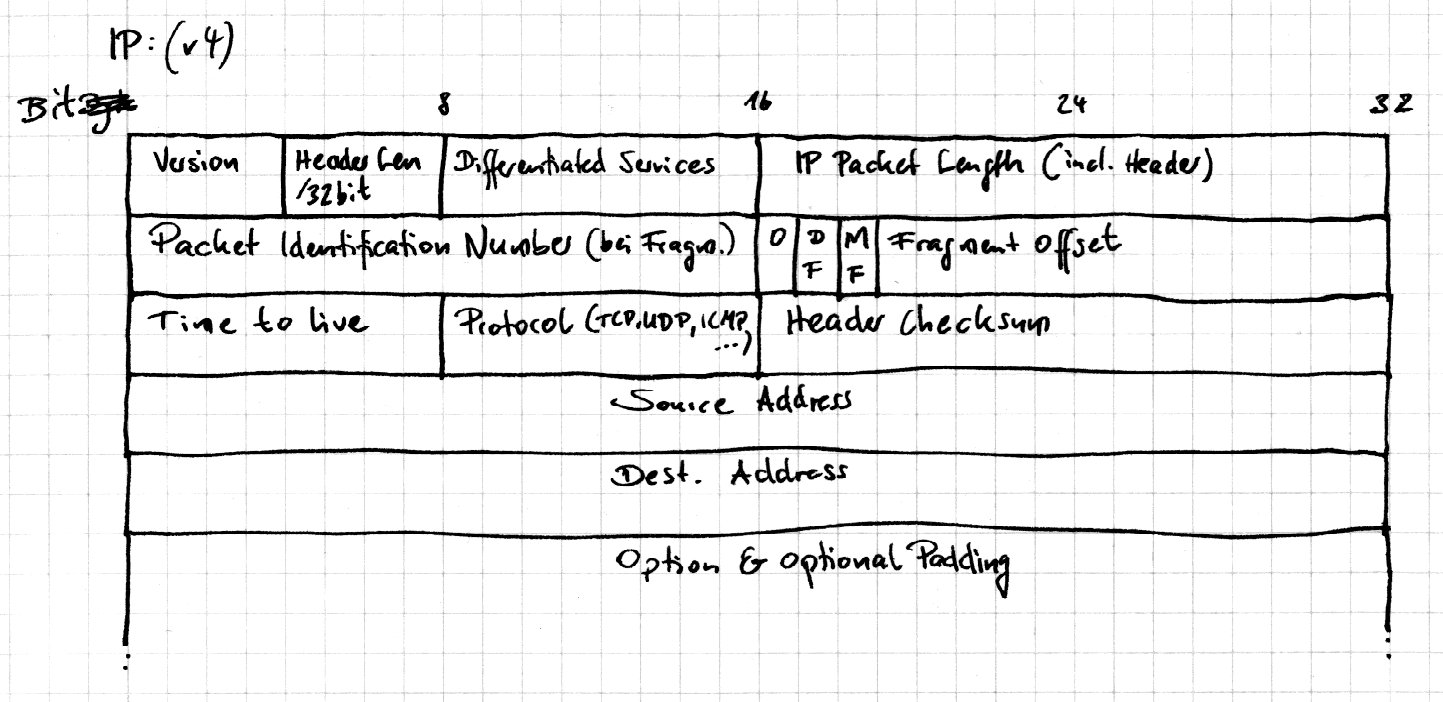 IP: (v4)
Bit 8 16 24 32
Version Header Len Differentiated Services IP Packet Length (incl. Header)
/32bit
Packet Identification Number (bei Fragm.) 0 D M Fragment Offset
F F
Time to live Protocol (TCP, UDP, ICMP, Header Checksum
...)
Source Address
Dest. Address
Option & optional Padding